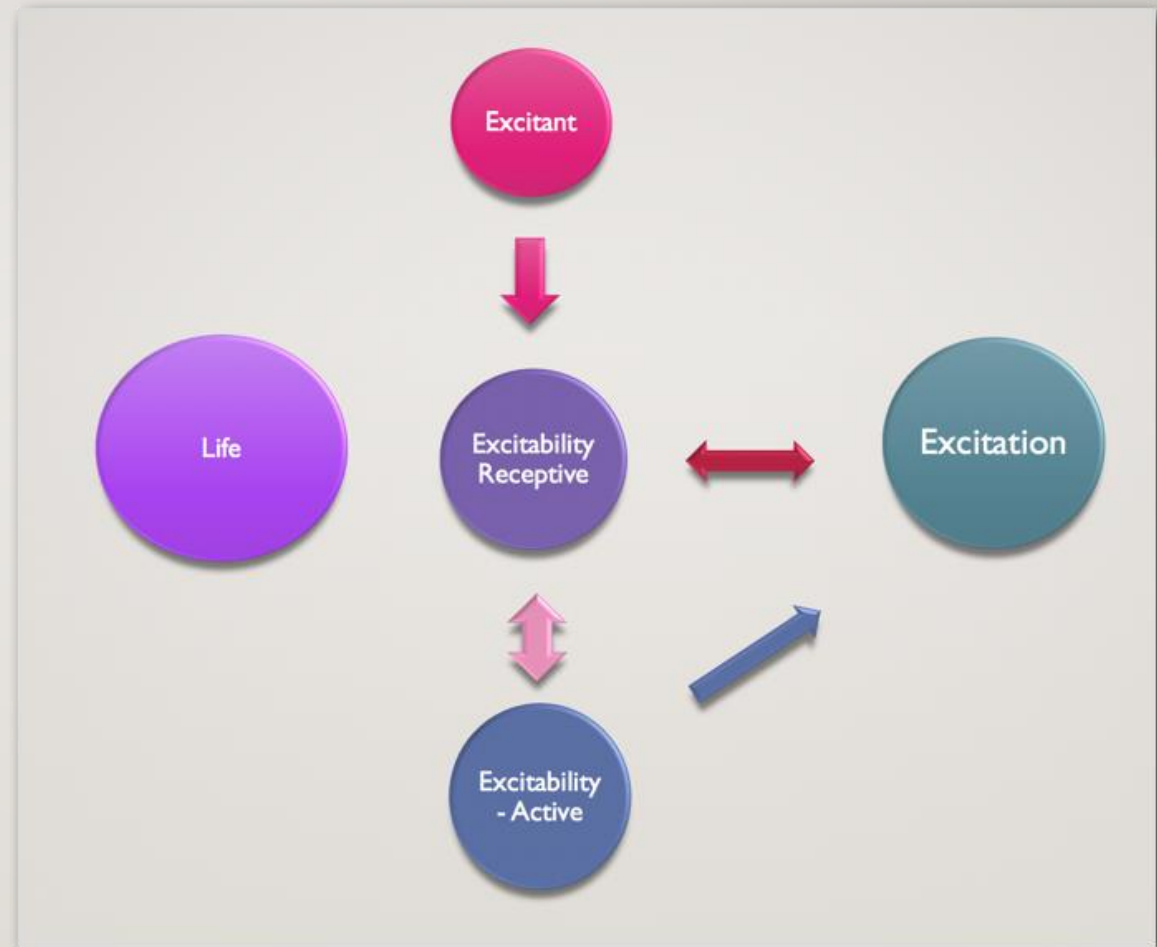 Excitant
Life
Excitability
Receptive
Excitation
Excitability
- Active